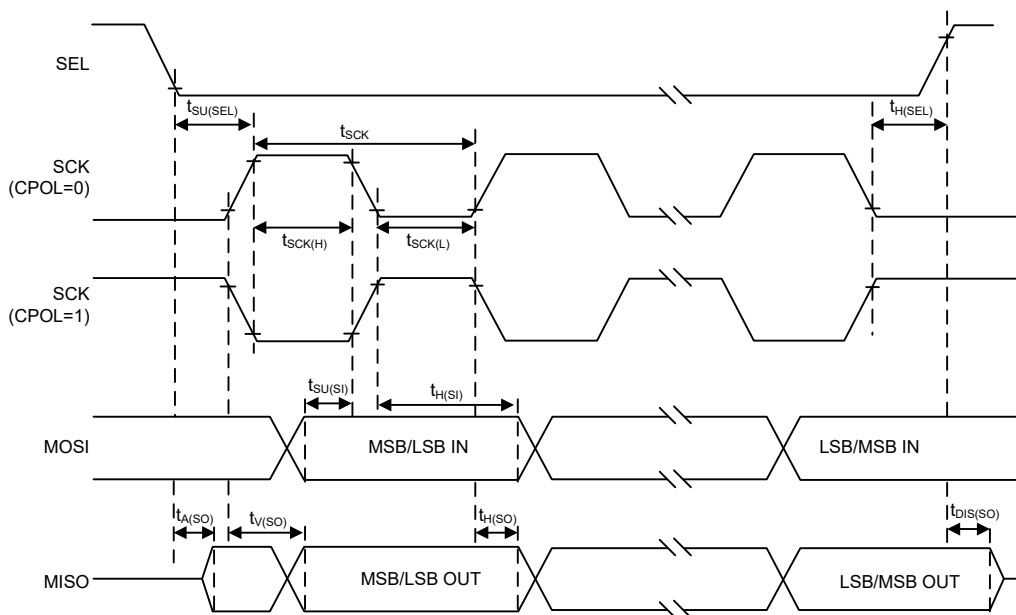 SEL
tSU(SEL)
tH(SEL)
tSCK
SCK
(CPOL=0)
tSCK(H)
tSCK(L)
SCK
(CPOL=1)
tSU(SI)
tH(SI)
MOSI
MSB/LSB IN
LSB/MSB IN
tA(SO)
tV(SO)
tH(SO)
tDIS(SO)
MISO
MSB/LSB OUT
LSB/MSB OUT